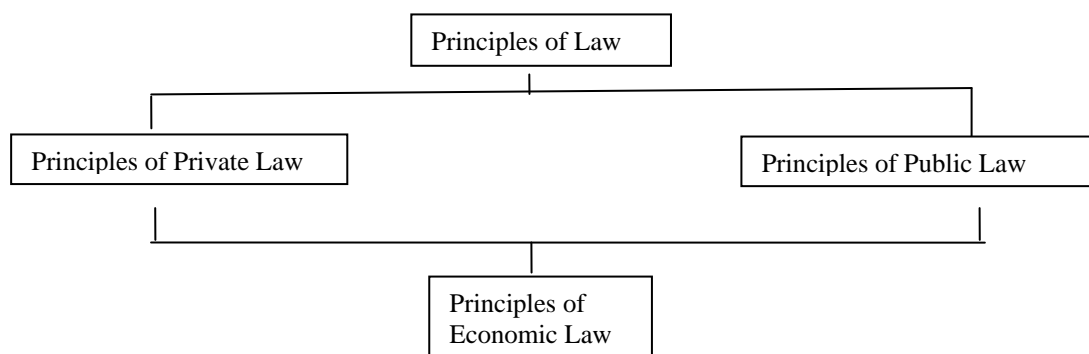 Principles of Law
Principles of Private Law
Principles of Public Law
Principles of
Economic Law